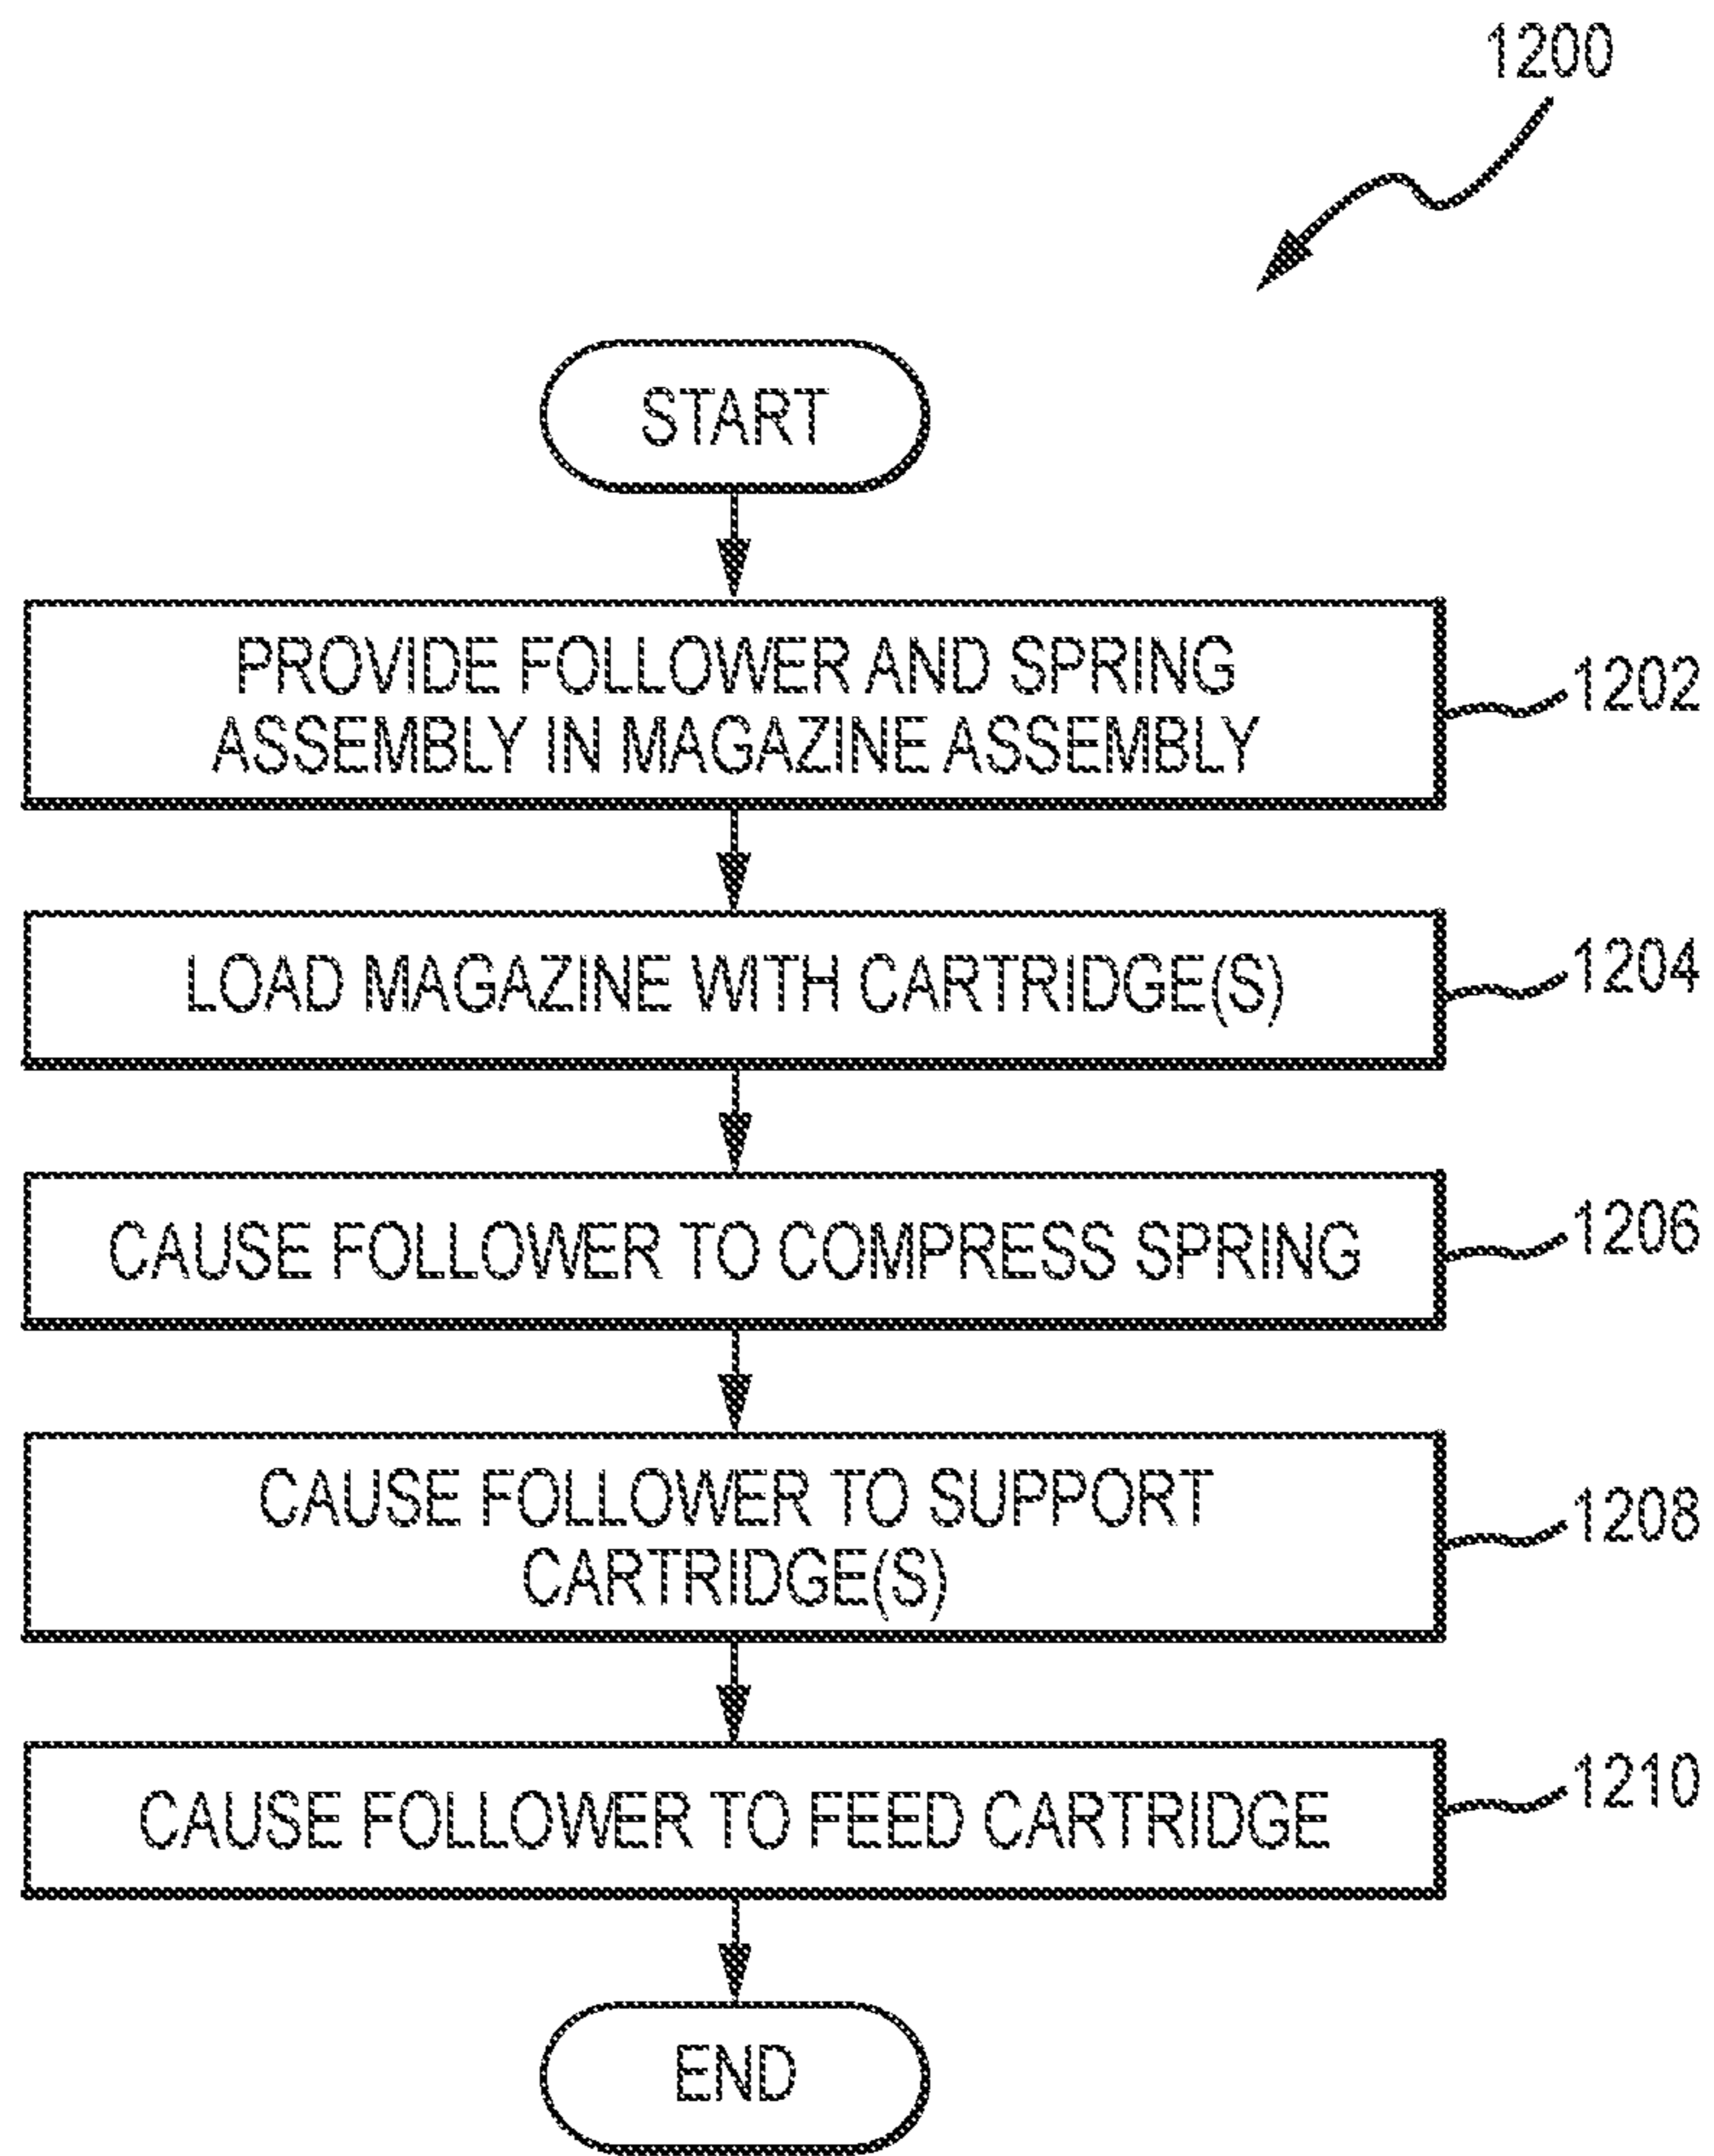 1200
START
PROVIDE FOLLOWER AND SPRING
ASSEMBLY IN MAGAZINE ASSEMBLY
1202
LOAD MAGAZINE WITH CARTRIDGE(S)
1204
CAUSE FOLLOWER TO COMPRESS SPRING
1206
CAUSE FOLLOWER TO SUPPORT
CARTRIDGE(S)
1208
CAUSE FOLLOWER TO FEED CARTRIDGE
1210
END